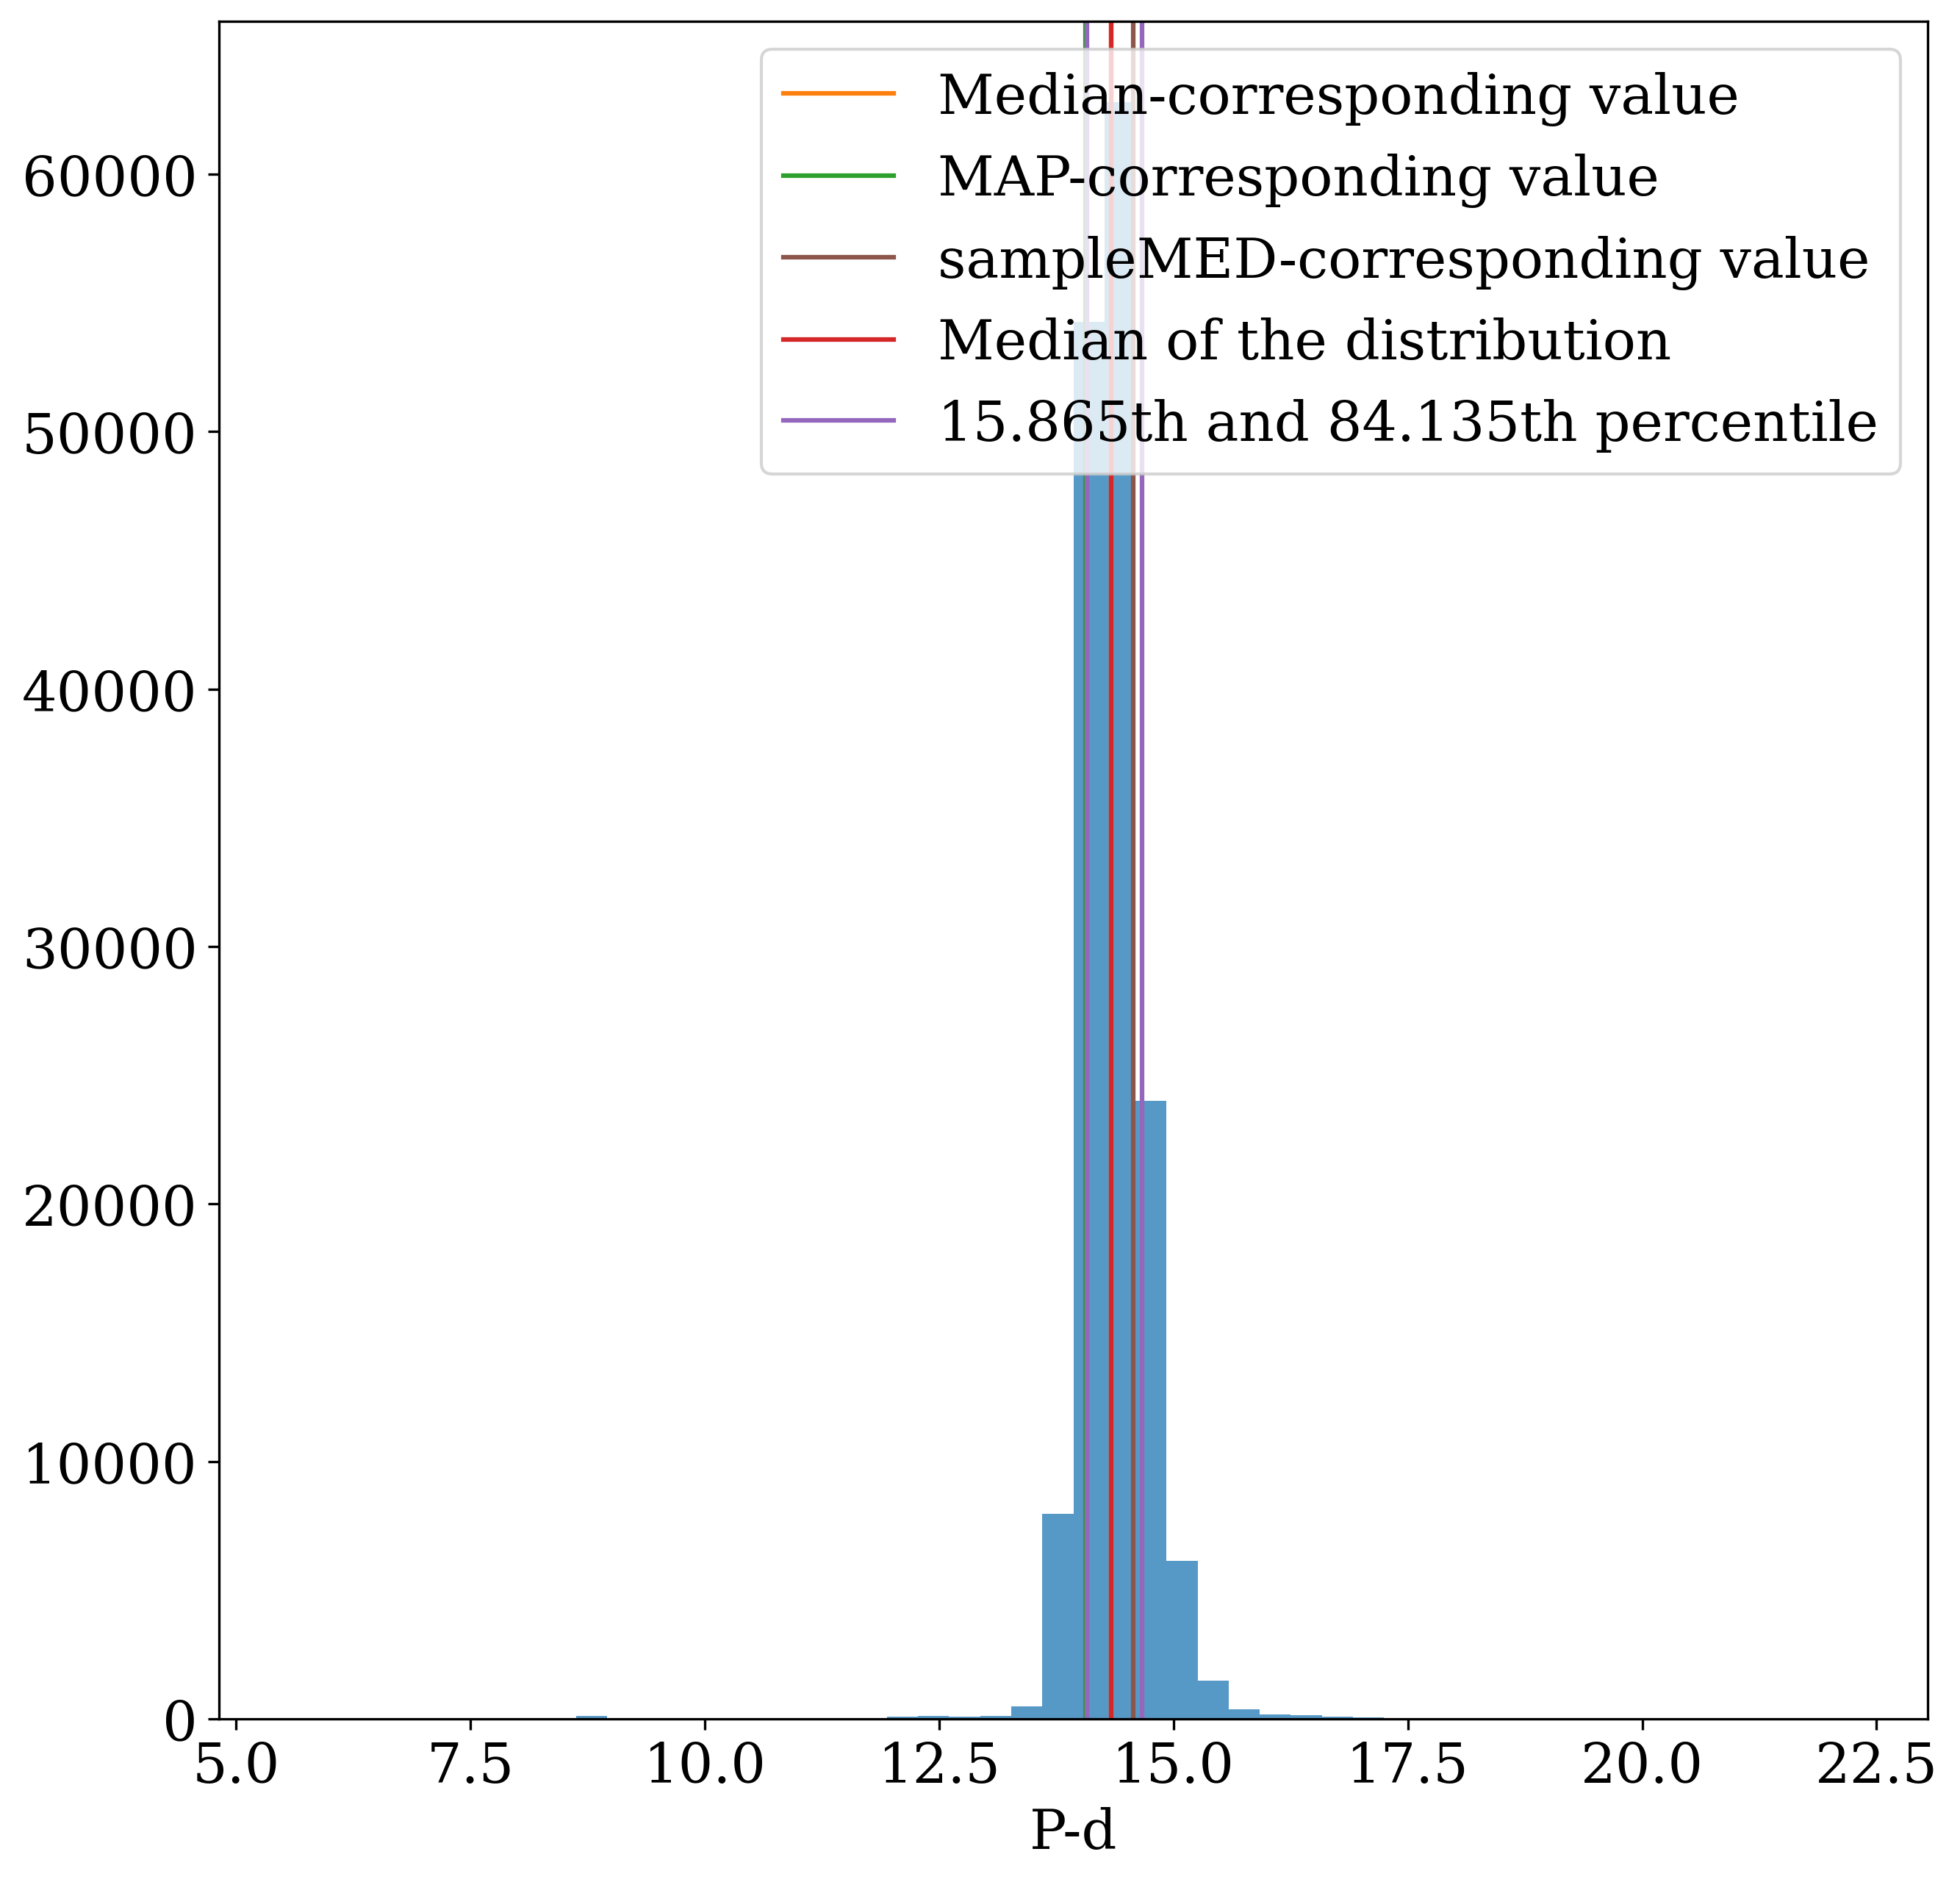 Median-corresponding value
MAP-corresponding value
sampleMED-corresponding value
Median of the distribution
15.865th and 84.135th percentile
60000
50000
40000
30000
20000
10000
0
5.0 7.5 10.0 12.5 15.0 17.5 20.0 22.5
P-d